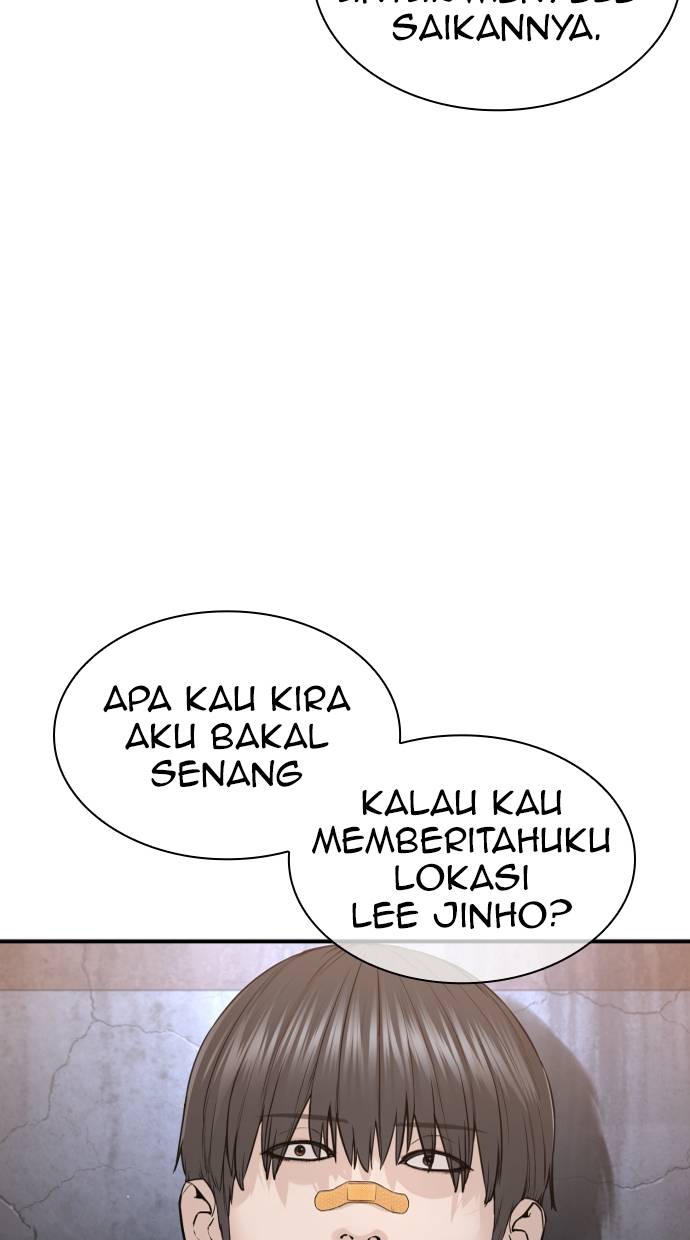 SAIKANNYA.
APA KAU KIRA
AKU BAKAL
SENANG
KALAU KAU
MEMBERITAHUKU
LOKASI
LEE JINHO?